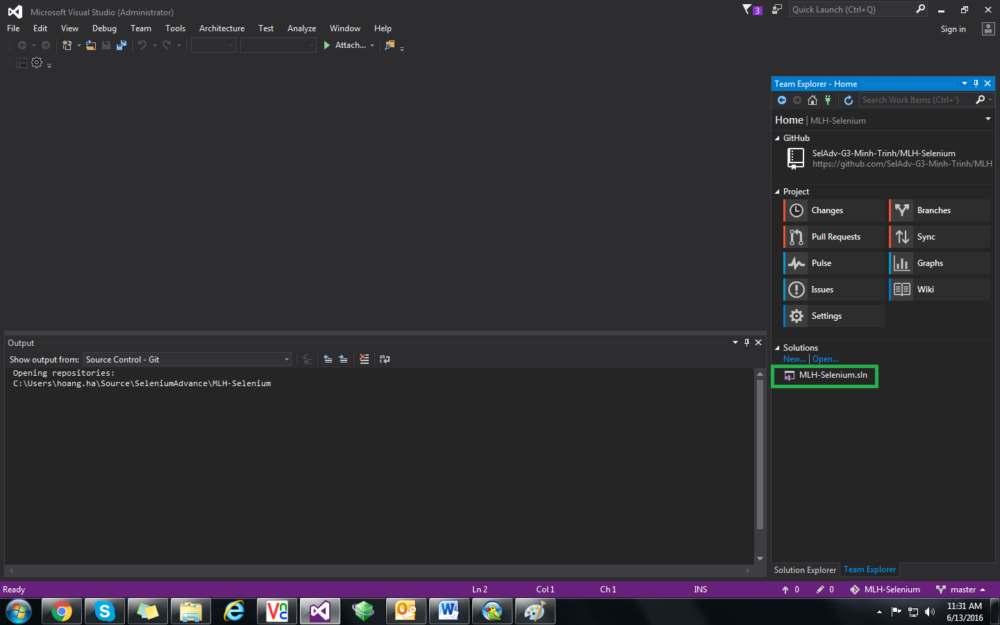 Microsoft Visual Studio (Administrator)
3
Quick Launch (Ctrl+Q)
File Edit View Debug Team Tools Architecture Test Analyze Window Help
Sign in
Attach...
Team Explorer - Home
Search Work Items (Ctrl+')
Home | MLH-Selenium
GitHub
SelAdv-G3-Minh-Trinh/MLH-Selenium
https://github.com/SelAdv-G3-Minh-Trinh/MLH
Project
Changes
Branches
Pull Requests
Sync
Pulse
Graphs
Issues
Wiki
Settings
Solutions
New... | Open...
MLH-Selenium.sln
Output
Show output from: Source Control - Git
Opening repositories:
C:\Users\hoang.ha\Source\SeleniumAdvance\MLH-Selenium
Solution Explorer Team Explorer
Ready Ln 2 Col 1 Ch 1 INS 0 0 MLH-Selenium master
11:31 AM
6/13/2016